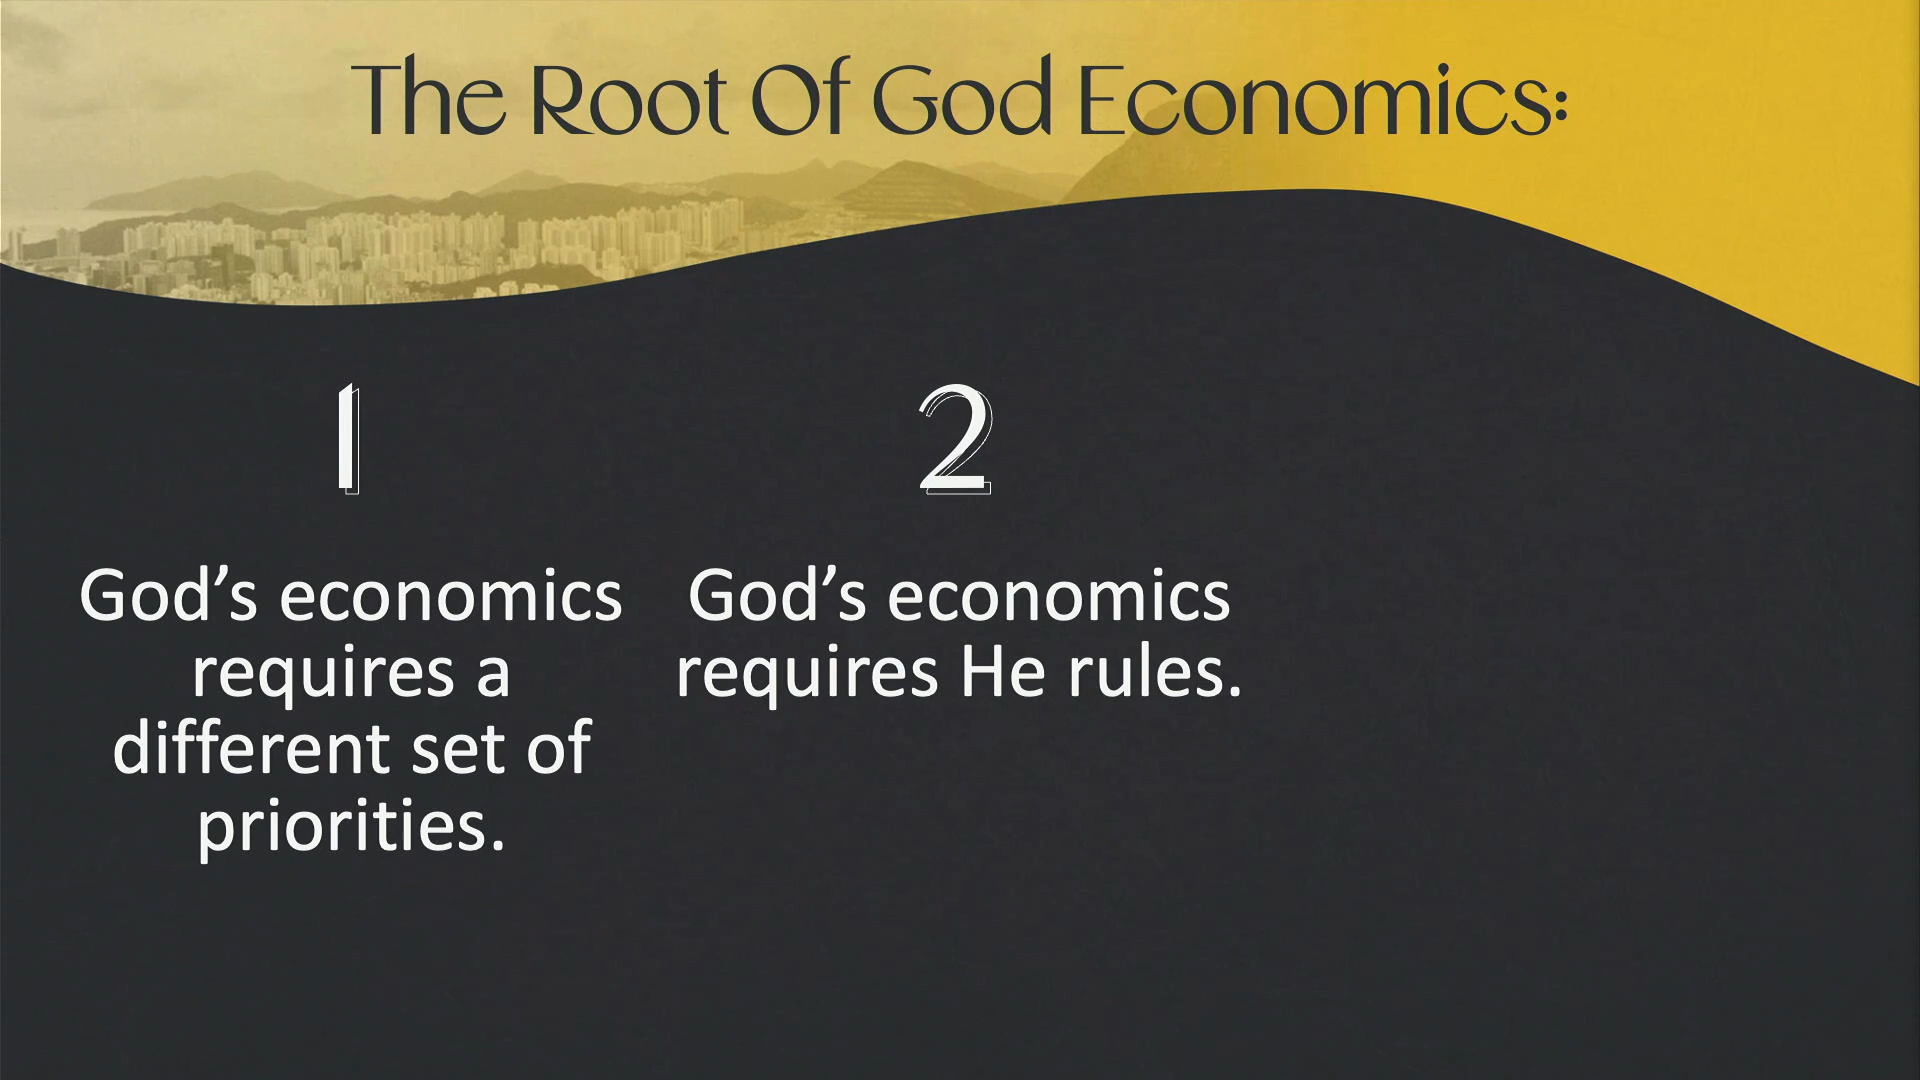 The Root Of God Economics:
1
God’s economics
requires a
different set of
priorities.
2
God’s economics
requires He rules.